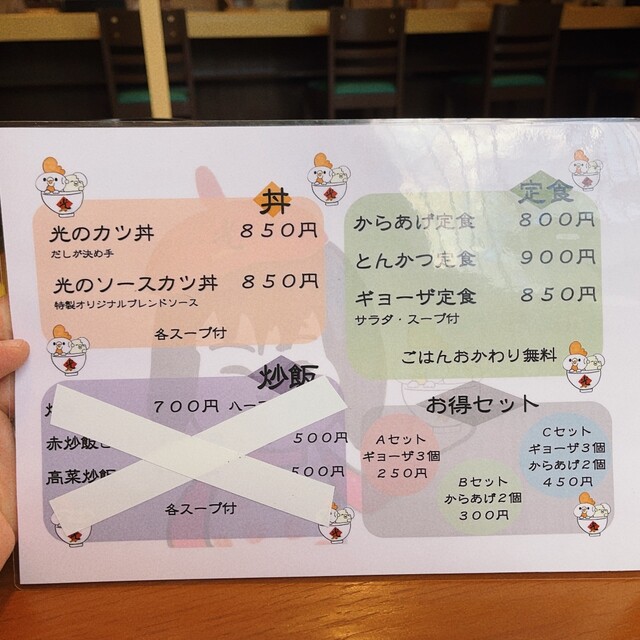 丼
光のカツ丼 850円
だしが決め手
光のソースカツ丼 850円
特製オリジナルブレンドソース
各スープ付
定食
からあげ定食 800円
とんかつ定食 900円
ギョーザ定食 850円
サラダ・スープ付
ごはんおかわり無料
炒飯
700円 ハー
赤炒飯 500円
高菜炒飯 500円
各スープ付
お得セット
Aセット
ギョーザ3個
250円
Bセット
からあげ2個
300円
Cセット
ギョーザ3個
からあげ2個
450円